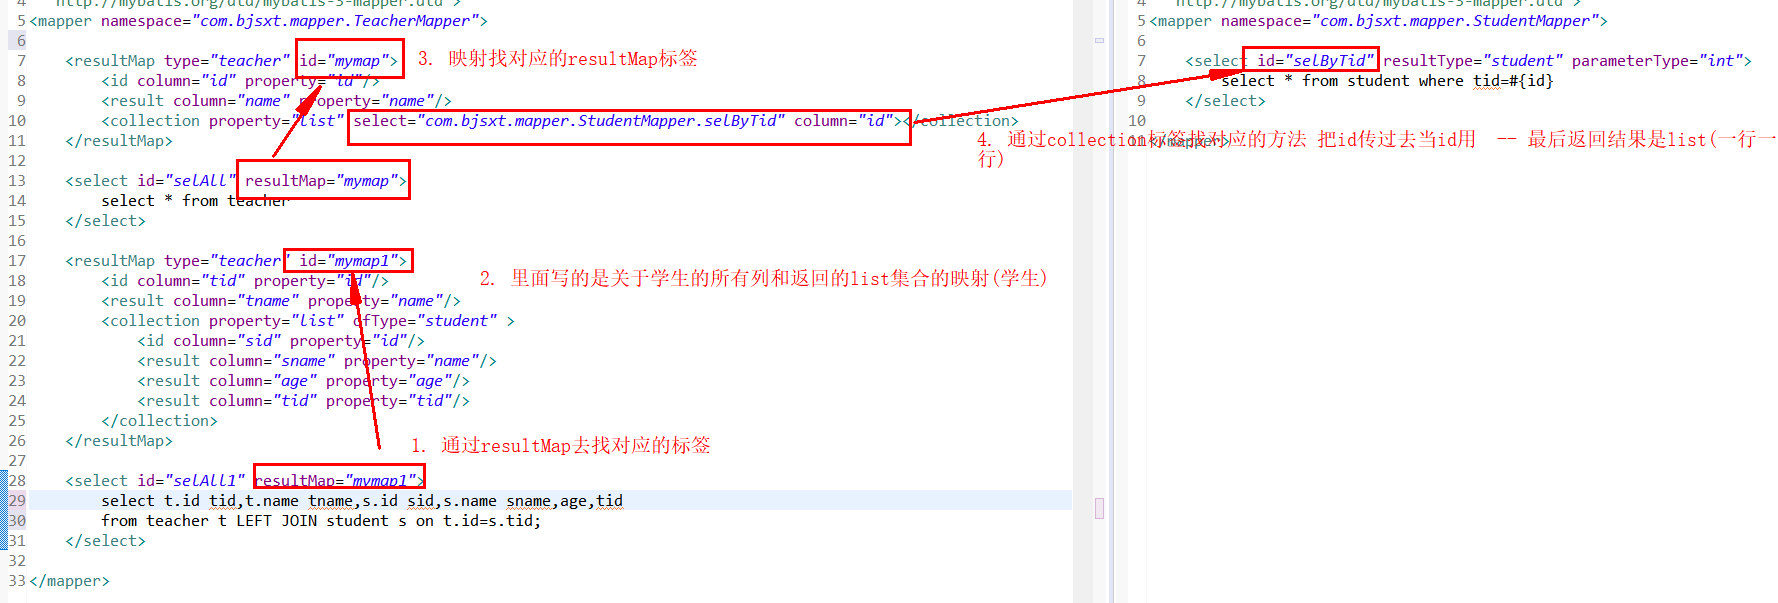 4 "http://mybatis.org/dtd/mybatis-3-mapper.dtd">
5 <mapper namespace="com.bjsxt.mapper.TeacherMapper">
6
7 <resultMap type="teacher" id="mymap">
3. 映射找对应的resultMap标签
8 <id column="id" property="id"/>
9 <result column="name" property="name"/>
10 <collection property="list" select="com.bjsxt.mapper.StudentMapper.selByTid" column="id"></collection>
11 </resultMap>
12
13 <select id="selAll" resultMap="mymap">
14 select * from teacher
15 </select>
16
17 <resultMap type="teacher" id="mymap1">
18 <id column="tid" property="id"/>
2. 里面写的是关于学生的所有列和返回的list集合的映射(学生)
19 <result column="tname" property="name"/>
20 <collection property="list" ofType="student" >
21 <id column="sid" property="id"/>
22 <result column="sname" property="name"/>
23 <result column="age" property="age"/>
24 <result column="tid" property="tid"/>
25 </collection>
26 </resultMap>
1. 通过resultMap去找对应的标签
27
28 <select id="selAll1" resultMap="mymap1">
29 select t.id tid,t.name tname,s.id sid,s.name sname,age,tid
30 from teacher t LEFT JOIN student s on t.id=s.tid;
31 </select>
32
33 </mapper>
4 "http://mybatis.org/dtd/mybatis-3-mapper.dtd">
5 <mapper namespace="com.bjsxt.mapper.StudentMapper">
6
7 <select id="selByTid" resultType="student" parameterType="int">
8 select * from student where tid=#{id}
9 </select>
10
11 </mapper>
4. 通过collection标签找对应的方法 把id传过去当id用 -- 最后返回结果是list(一行一
行)